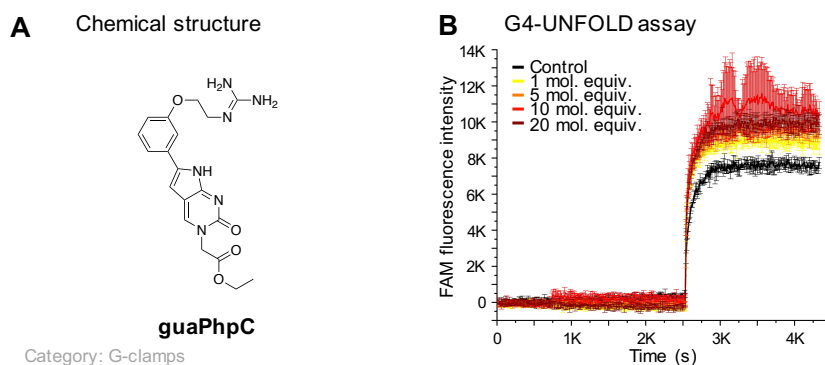 A Chemical structure
NH₂
O
N
NH₂
NH
N
N
O
O
O
guaPhpC
Category: G-clamps
B G4-UNFOLD assay
14K
12K
10K
8K
6K
4K
2K
0
FAM fluorescence intensity
Control
1 mol. equiv.
5 mol. equiv.
10 mol. equiv.
20 mol. equiv.
0 1K 2K 3K 4K
Time (s)